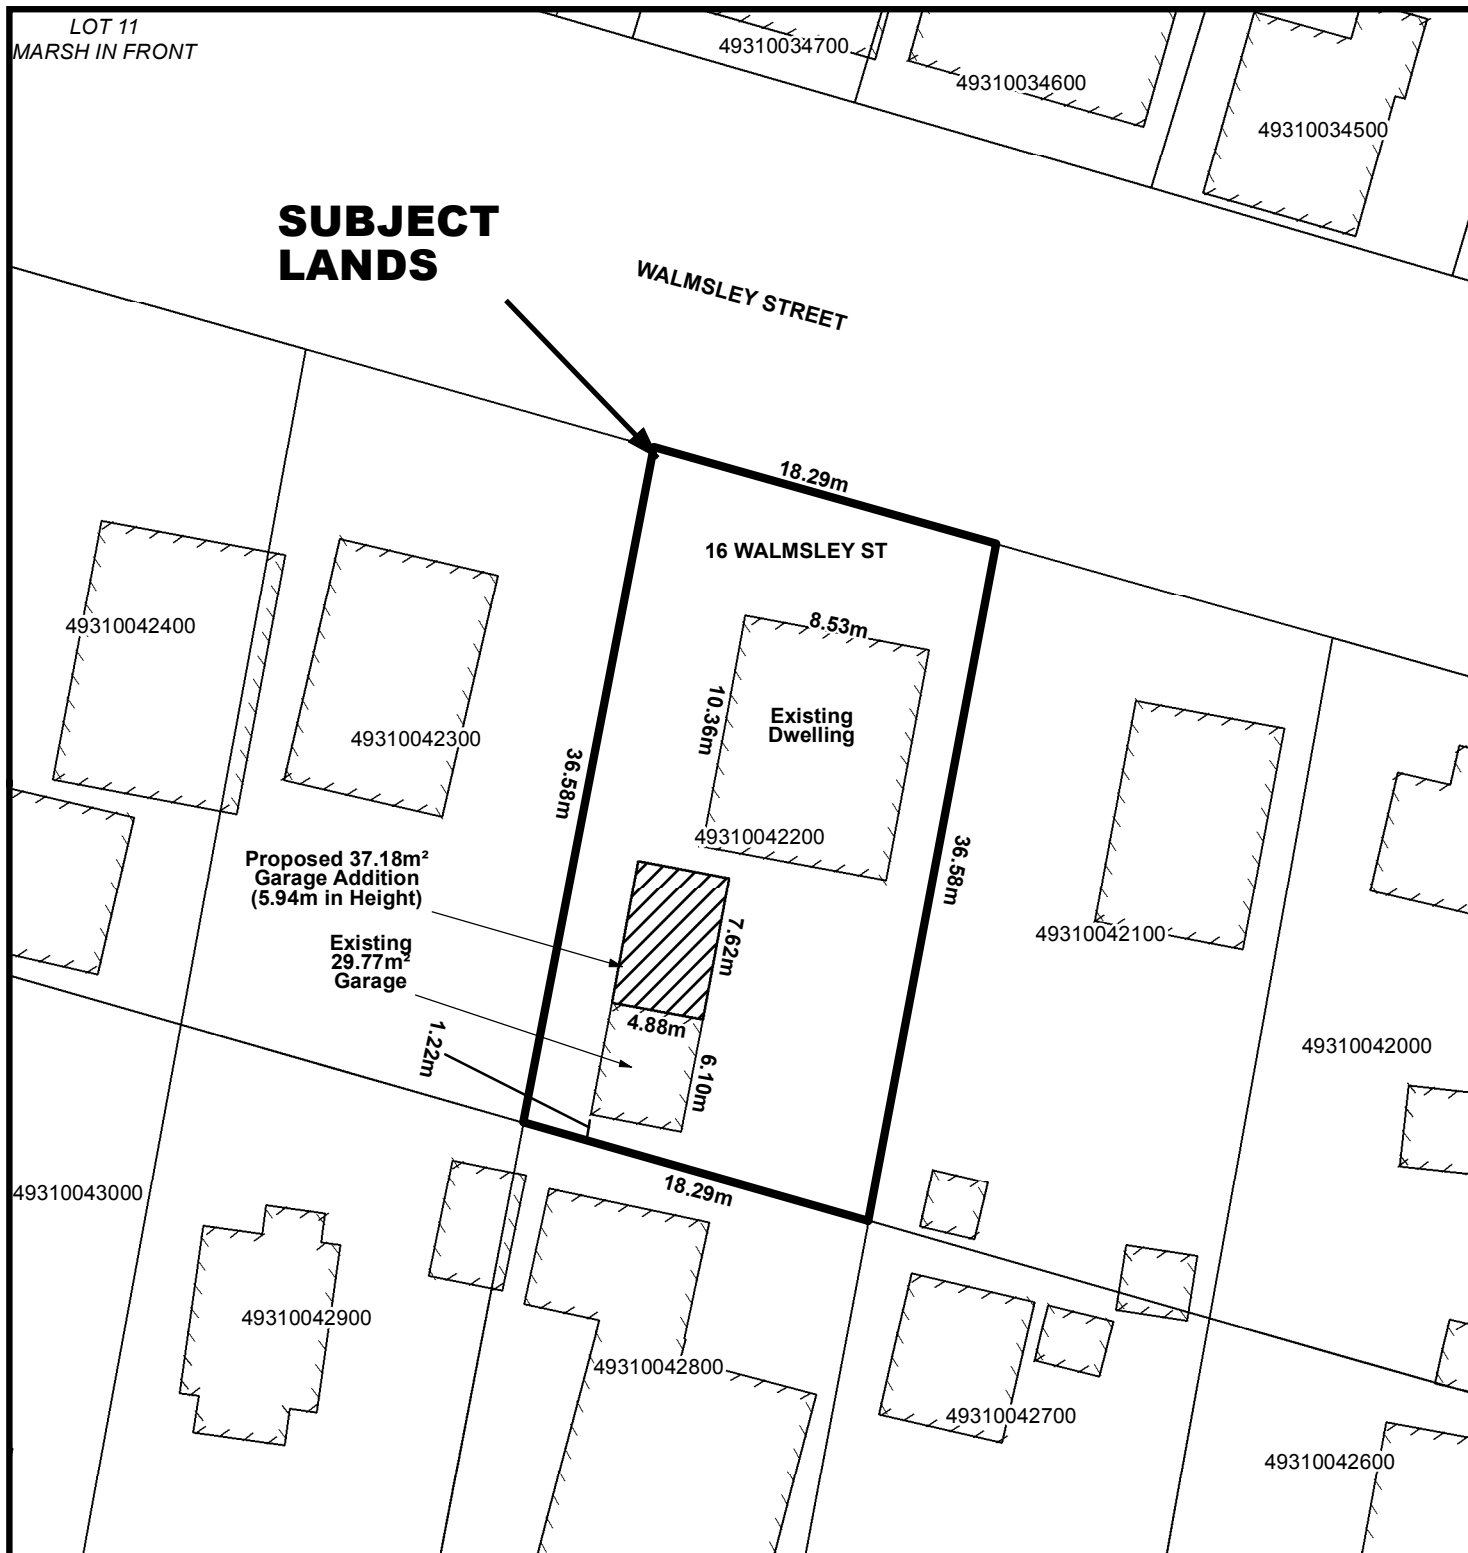 LOT 11
MARSH IN FRONT
49310034700
49310034600
49310034500
SUBJECT
LANDS
WALMSLEY STREET
18.29m
16 WALMSLEY ST
8.53m
10.36m
Existing
Dwelling
49310042400
49310042300
36.58m
49310042200
36.58m
Proposed 37.18m²
Garage Addition
(5.94m in Height)
7.62m
49310042100
Existing
29.77m²
Garage
4.88m
1.22m
6.10m
49310042000
18.29m
49310043000
49310042900
49310042800
49310042700
49310042600